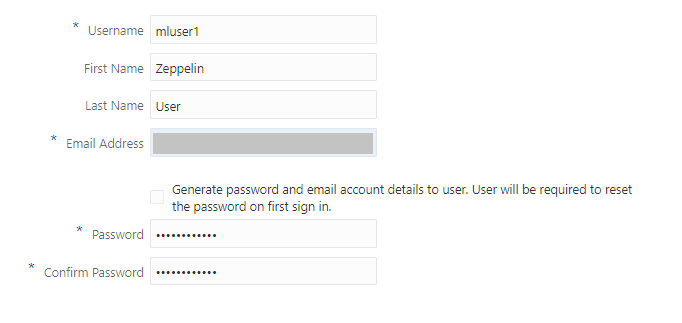 * Username mluser1
First Name Zeppelin
Last Name User
* Email Address
Generate password and email account details to user. User will be required to reset
the password on first sign in.
* Password ••••••••••••
* Confirm Password ••••••••••••